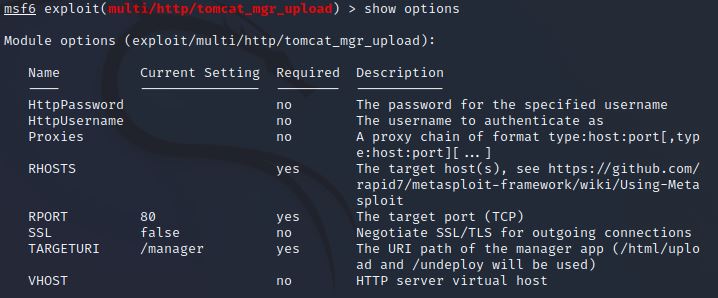 msf6 exploit(multi/http/tomcat_mgr_upload) > show options
Module options (exploit/multi/http/tomcat_mgr_upload):
Name Current Setting Required Description
HttpPassword no The password for the specified username
HttpUsername no The username to authenticate as
Proxies no A proxy chain of format type:host:port[,typ
e:host:port][...]
RHOSTS yes The target host(s), see https://github.com/
rapid7/metasploit-framework/wiki/Using-Meta
sploit
RPORT 80 yes The target port (TCP)
SSL false no Negotiate SSL/TLS for outgoing connections
TARGETURI /manager yes The URI path of the manager app (/html/uplo
ad and /undeploy will be used)
VHOST no HTTP server virtual host